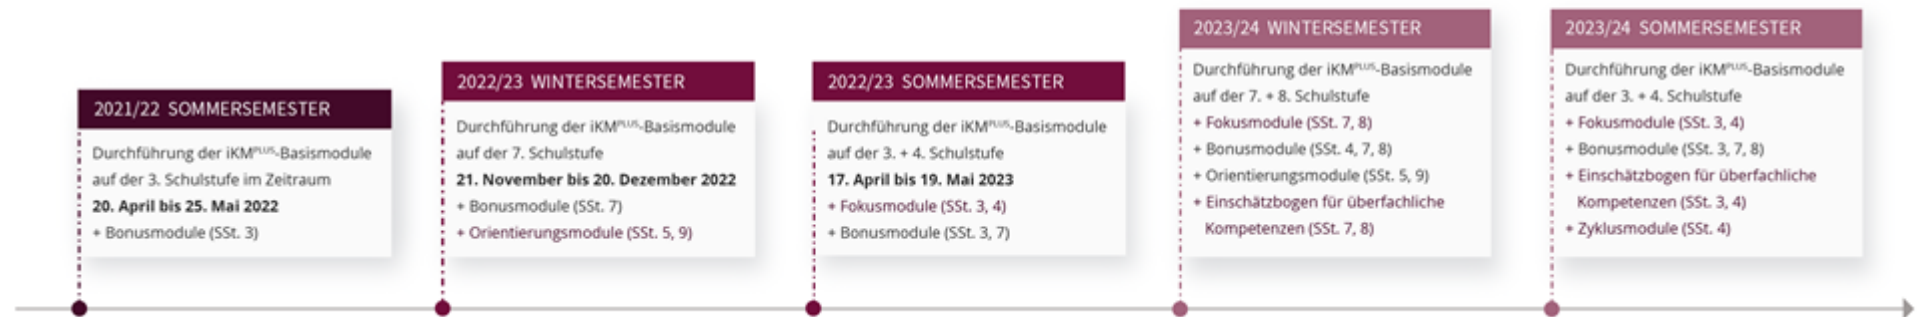 2021/22 SOMMERSEMESTER
Durchführung der iKMPLUS-Basismodule
auf der 3. Schulstufe im Zeitraum
20. April bis 25. Mai 2022
+ Bonusmodule (SSt. 3)
2022/23 WINTERSEMESTER
Durchführung der iKMPLUS-Basismodule
auf der 7. Schulstufe
21. November bis 20. Dezember 2022
+ Bonusmodule (SSt. 7)
+ Orientierungsmodule (SSt. 5, 9)
2022/23 SOMMERSEMESTER
Durchführung der iKMPLUS-Basismodule
auf der 3. + 4. Schulstufe
17. April bis 19. Mai 2023
+ Fokusmodule (SSt. 3, 4)
+ Bonusmodule (SSt. 3, 7)
2023/24 WINTERSEMESTER
Durchführung der iKMPLUS-Basismodule
auf der 7. + 8. Schulstufe
+ Fokusmodule (SSt. 7, 8)
+ Bonusmodule (SSt. 4, 7, 8)
+ Orientierungsmodule (SSt. 5, 9)
+ Einschätzbogen für überfachliche
Kompetenzen (SSt. 7, 8)
2023/24 SOMMERSEMESTER
Durchführung der iKMPLUS-Basismodule
auf der 3. + 4. Schulstufe
+ Fokusmodule (SSt. 3, 4)
+ Bonusmodule (SSt. 3, 7, 8)
+ Einschätzbogen für überfachliche
Kompetenzen (SSt. 3, 4)
+ Zyklusmodule (SSt. 4)